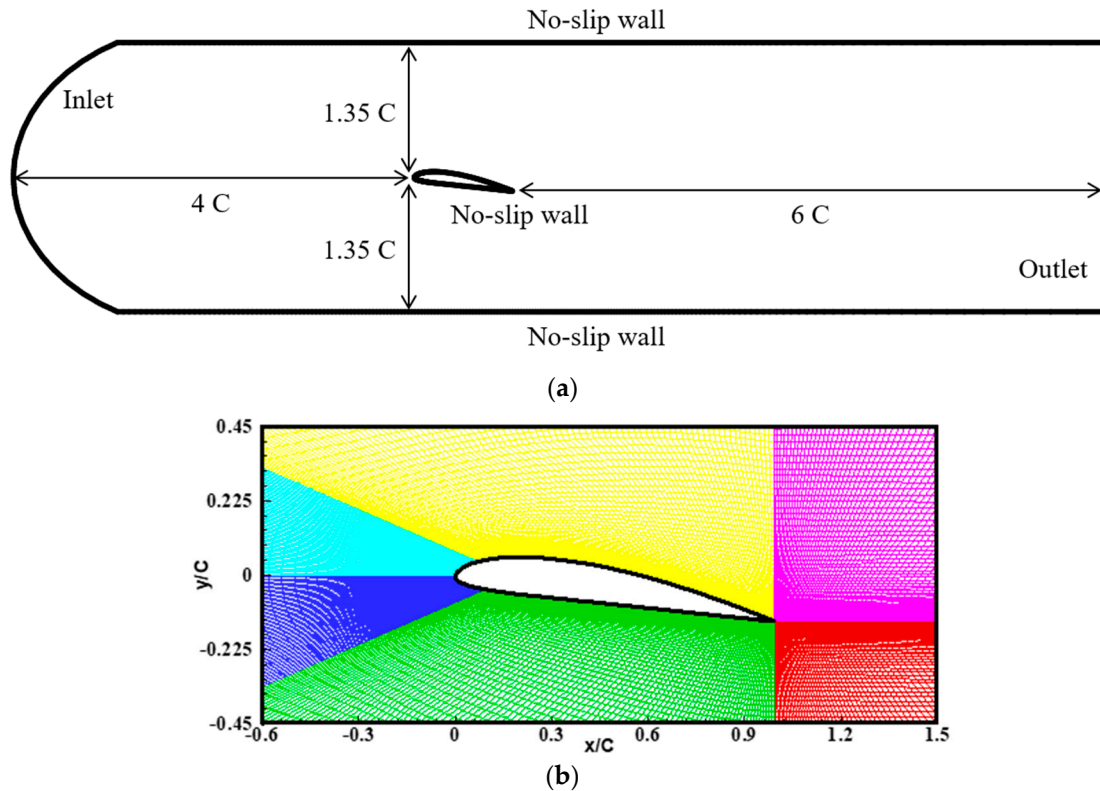 No-slip wall
Inlet
1.35 C
4 C
No-slip wall
6 C
1.35 C
Outlet
No-slip wall
(a)
0.45
0.225
0
-0.225
-0.45
y/C
-0.6
-0.3
0
0.3
0.6
0.9
1.2
1.5
x/C
(b)